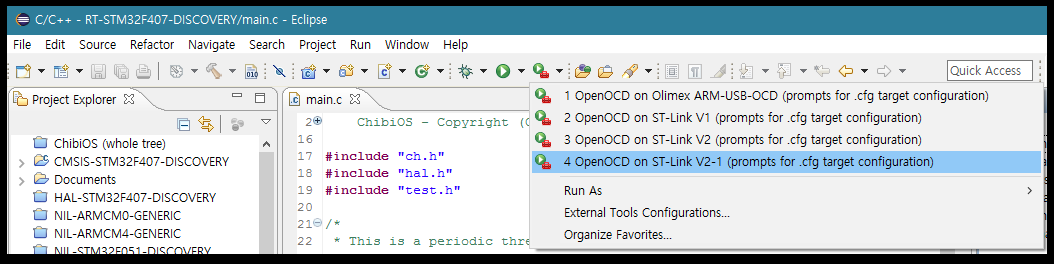 C/C++ - RT-STM32F407-DISCOVERY/main.c - Eclipse
File Edit Source Refactor Navigate Search Project Run Window Help
Quick Access
Project Explorer
ChibiOS (whole tree)
CMSIS-STM32F407-DISCOVERY
Documents
HAL-STM32F407-DISCOVERY
NIL-ARMCM0-GENERIC
NIL-ARMCM4-GENERIC
NIL-STM32F051-DISCOVERY
main.c
2 ChibiOS - Copyright (
16
17 #include "ch.h"
18 #include "hal.h"
19 #include "test.h"
20
21 /*
22 * This is a periodic thre
1 OpenOCD on Olimex ARM-USB-OCD (prompts for .cfg target configuration)
2 OpenOCD on ST-Link V1 (prompts for .cfg target configuration)
3 OpenOCD on ST-Link V2 (prompts for .cfg target configuration)
4 OpenOCD on ST-Link V2-1 (prompts for .cfg target configuration)
Run As
External Tools Configurations...
Organize Favorites...